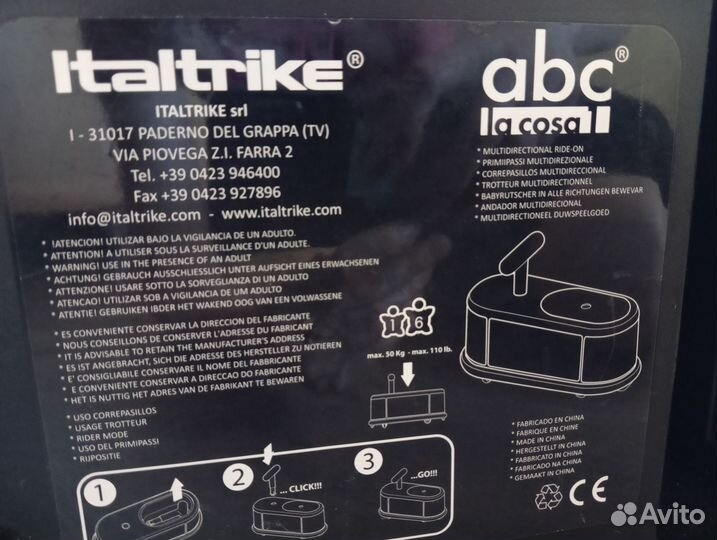 Italtrike®
ITALTRIKE srl
I - 31017 PADERNO DEL GRAPPA (TV)
VIA PIOVEGA Z.I. FARRA 2
Tel. +39 0423 946400
Fax +39 0423 927896
info@italtrike.com - www.italtrike.com
* !ATENCION! UTILIZAR BAJO LA VIGILANCIA DE UN ADULTO.
* ATTENTION! A UTILISER SOUS LA SURVEILLANCE D'UN ADULTE.
* WARNING! USE IN THE PRESENCE OF AN ADULT
* ACHTUNG! GEBRAUCH AUSSCHLIESSLICH UNTER AUFSICHT EINES ERWACHSENEN
* ATTENZIONE! USARE SOTTO LA SORVEGLIANZA DI UN ADULTO
* ATENCAO! UTILIZAR SOB A VIGILANCIA DE UM ADULTO
* ATENTIE! GEBRUIKEN IBDER HET WAKEND OOG VAN EEN VOLWASSENE
* ES CONVENIENTE CONSERVAR LA DIRECCION DEL FABRICANTE
* NOUS CONSEILLONS DE CONSERVER L'ADRESSE DU FABRICANT
* IT IS ADVISABLE TO RETAIN THE MANUFACTURER'S ADDRESS
* ES IST ANGEBRACHT, SICH DIE ADRESSE DES HERSTELLER ZU NOTIEREN
* E' CONSIGLIABILE CONSERVARE IL NOME DEL FABBRICANTE
* E CONVENIENTE CONSERVAR A DIRECCAO DO FABRICANTE
* HET IS NUTTIG HET ADRES VAN DE FABRIKANT TE BEWAREN
* USO CORREPASILLOS
* USAGE TROTTEUR
* RIDER MODE
* USO DEL PRIMIPASSI
* RIJPOSITIE
abc®
la cosa 1
* MULTIDIRECTIONAL RIDE-ON
* PRIMIIPASSI MULTIDIREZIONALE
* CORREPASILLOS MULTIDIRECCIONAL
* TROTTEUR MULTIDIRECTIONNEL
* BABYRUTSCHER IN ALLE RICHTUNGEN BEWEVAR
* ANDADOR MULTIDIRECIONAL
* MULTIDIRECTIONEEL DUWSPEELGOED
max. 50 Kg - max. 110 lb.
* FABRICADO EN CHINA
* FABRIQUE EN CHINE
* MADE IN CHINA
* HERGESTELLT IN CHINA
* FABBRICATO IN CHINA
* FABRICADO NA CHINA
* GEMAAKT IN CHINA
CE
1
2
...CLICK!!!
3
...GO!!!
Avito